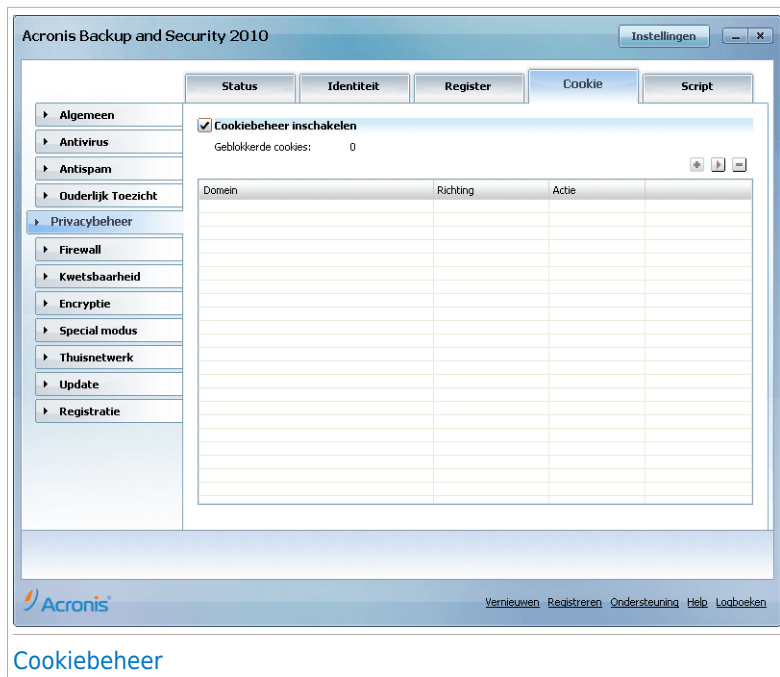 Acronis Backup and Security 2010
Instellingen
Status Identiteit Register Cookie Script
Algemeen
Antivirus
Antispam
Ouderlijk Toezicht
Privacybeheer
Firewall
Kwetsbaarheid
Encryptie
Special modus
Thuisnetwerk
Update
Registratie
Cookiebeheer inschakelen
Geblokkerde cookies: 0
Domein Richting Actie
Acronis
Vernieuwen Registreren Ondersteuning Help Logboeken
Cookiebeheer